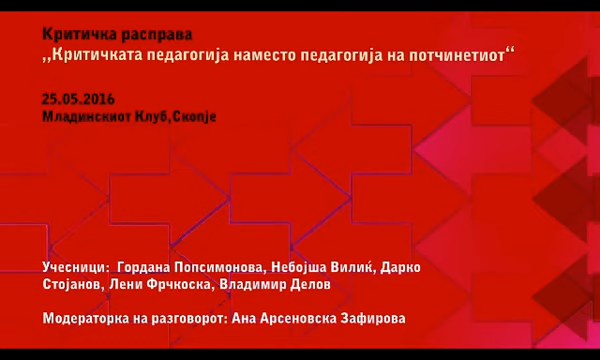 Критичка расправа
,,Критичката педагогија наместо педагогија на потчинетиот“
25.05.2016
Младинскиот Клуб,Скопје
Учесници: Гордана Попсимонова, Небојша Вилиќ, Дарко
Стојанов, Лени Фрчкоска, Владимир Делов
Модераторка на разговорот: Ана Арсеновска Зафирова